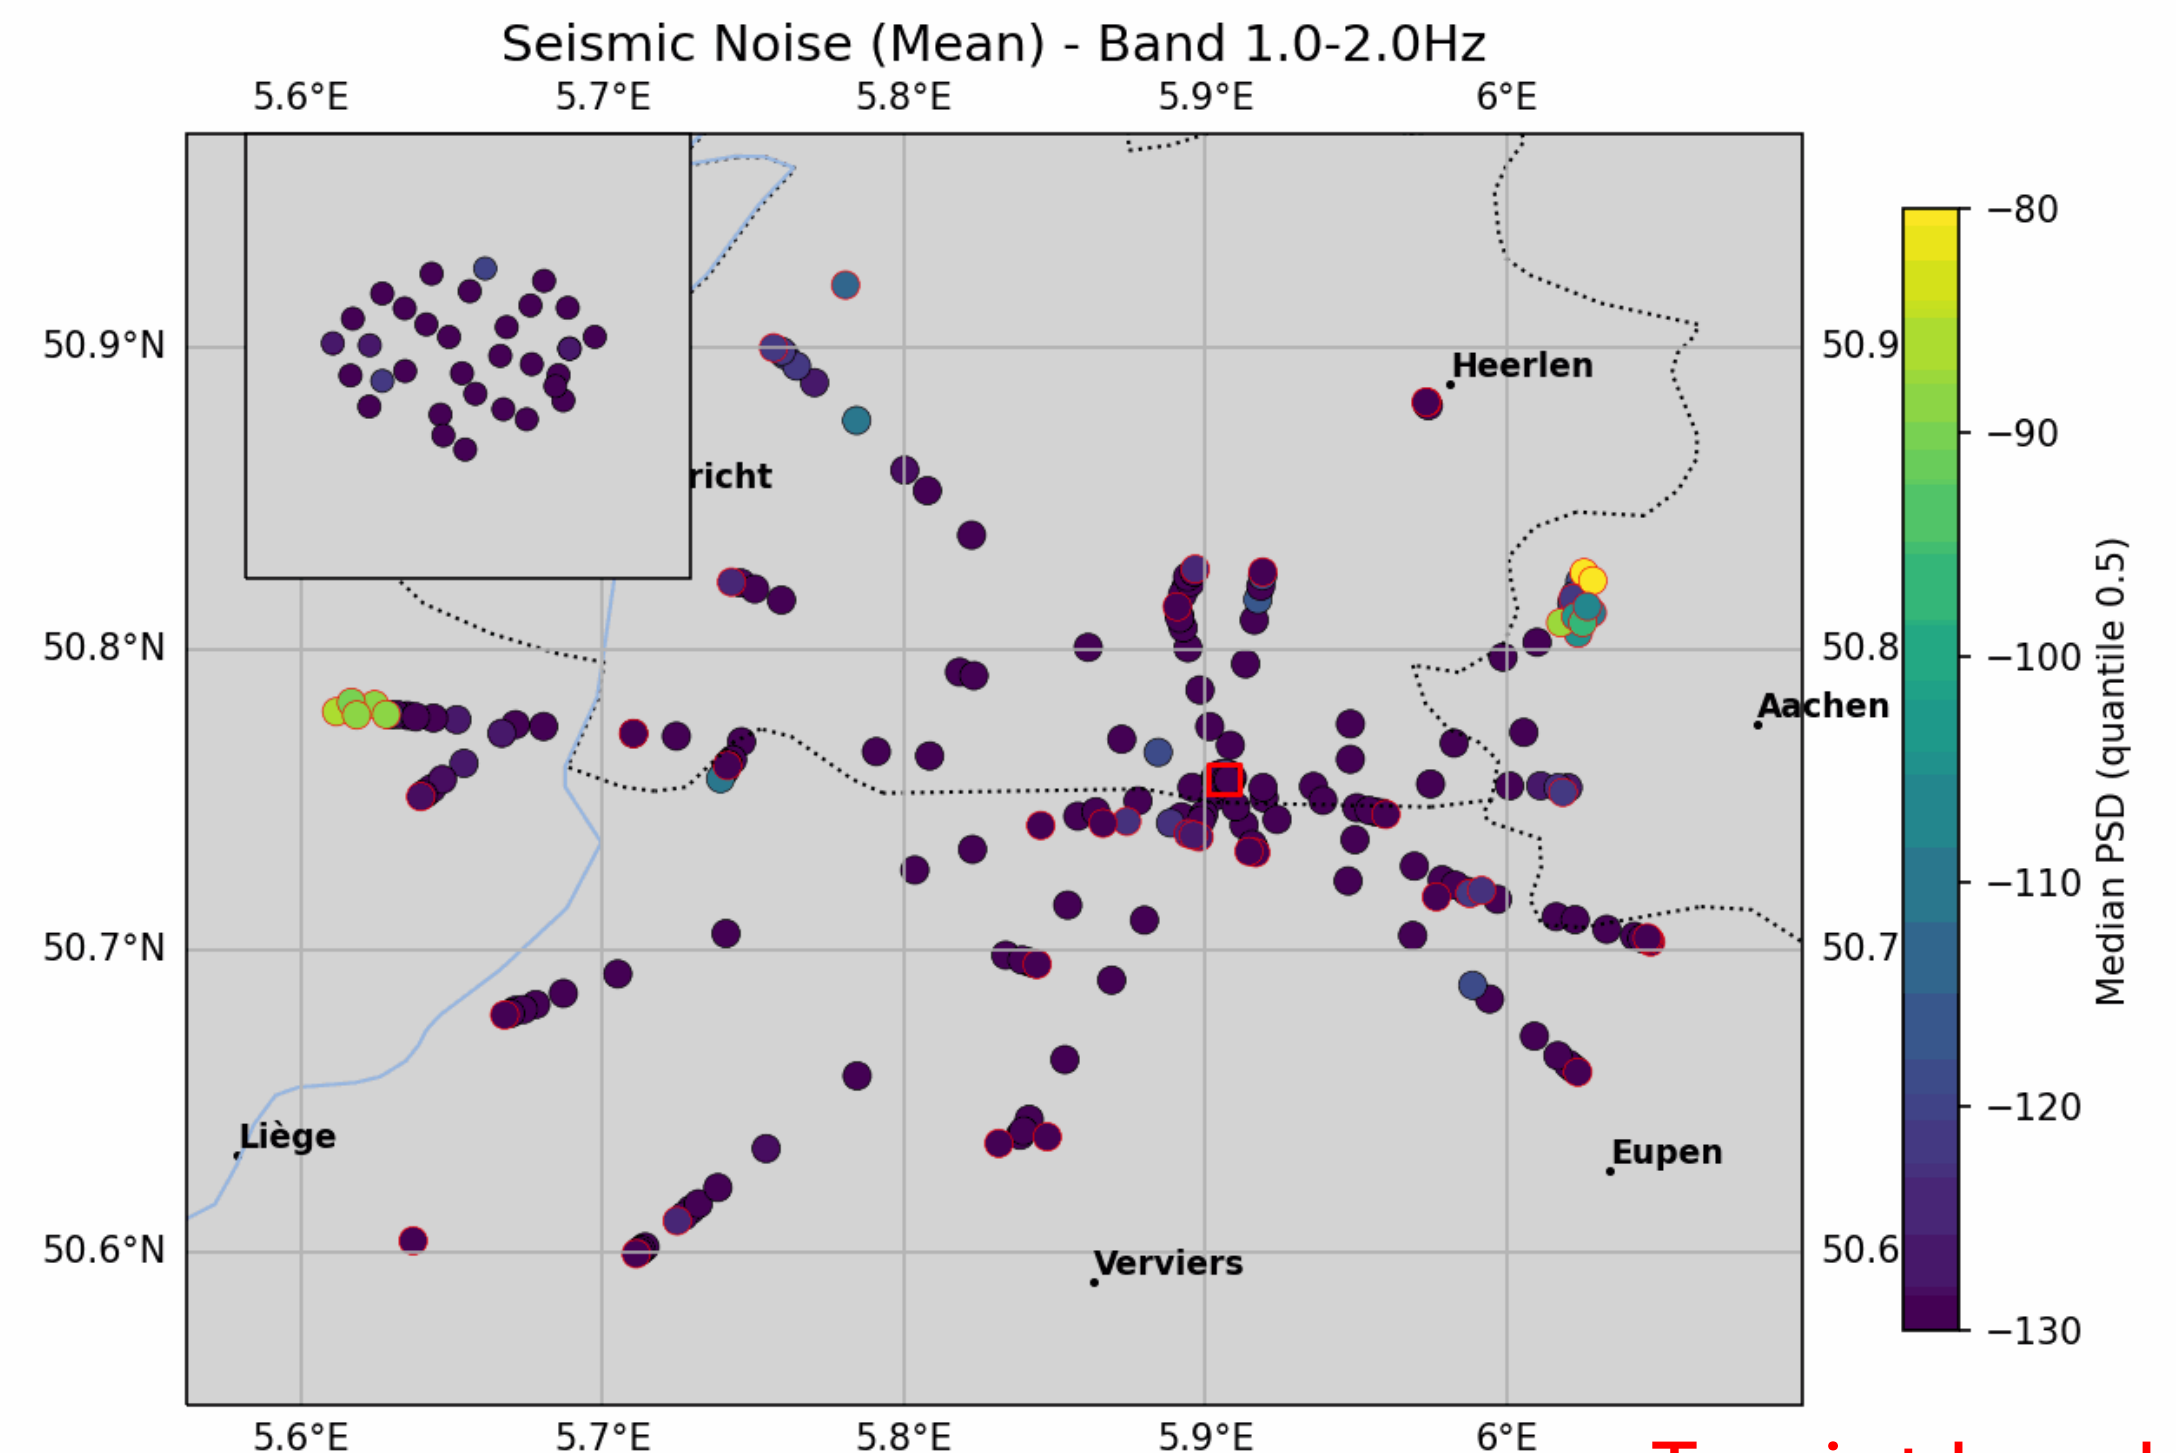 Seismic Noise (Mean) - Band 1.0-2.0Hz
5.6°E 5.7°E 5.8°E 5.9°E 6°E
50.9°N
50.8°N
50.7°N
50.6°N
richt
Heerlen
Aachen
Liège
Eupen
Verviers
50.9
50.8
50.7
50.6
5.6°E 5.7°E 5.8°E 5.9°E 6°E
−80
−90
−100
−110
−120
−130
Median PSD (quantile 0.5)